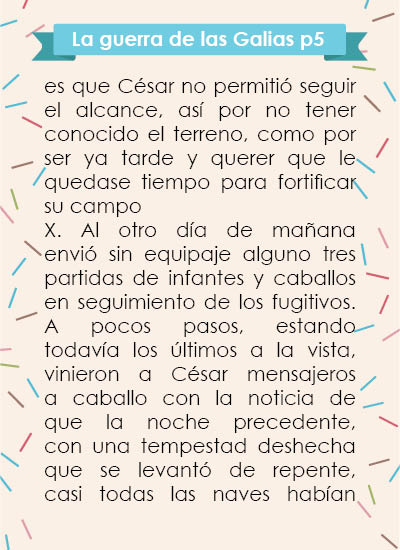 La guerra de las Galias p5
es que César no permitió seguir
el alcance, así por no tener
conocido el terreno, como por
ser ya tarde y querer que le
quedase tiempo para fortificar
su campo
X. Al otro día de mañana
envió sin equipaje alguno tres
partidas de infantes y caballos
en seguimiento de los fugitivos.
A pocos pasos, estando
todavía los últimos a la vista,
vinieron a César mensajeros
a caballo con la noticia de
que la noche precedente,
con una tempestad deshecha
que se levantó de repente,
casi todas las naves habían